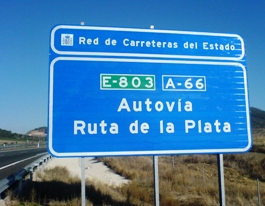 Red de Carreteras del Estado
E-803 A-66
Autovía
Ruta de la Plata